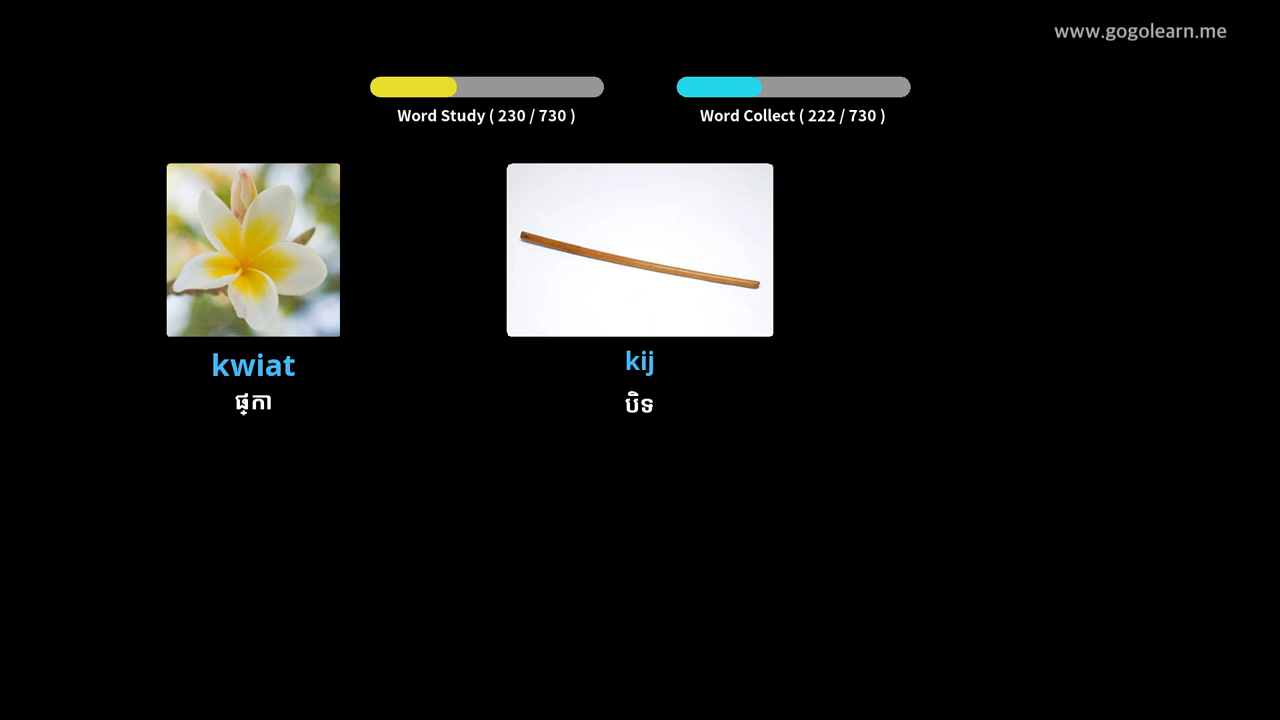 www.gogolearn.me
Word Study ( 230 / 730 )
Word Collect ( 222 / 730 )
kwiat
ផ្កា
kij
បិទ